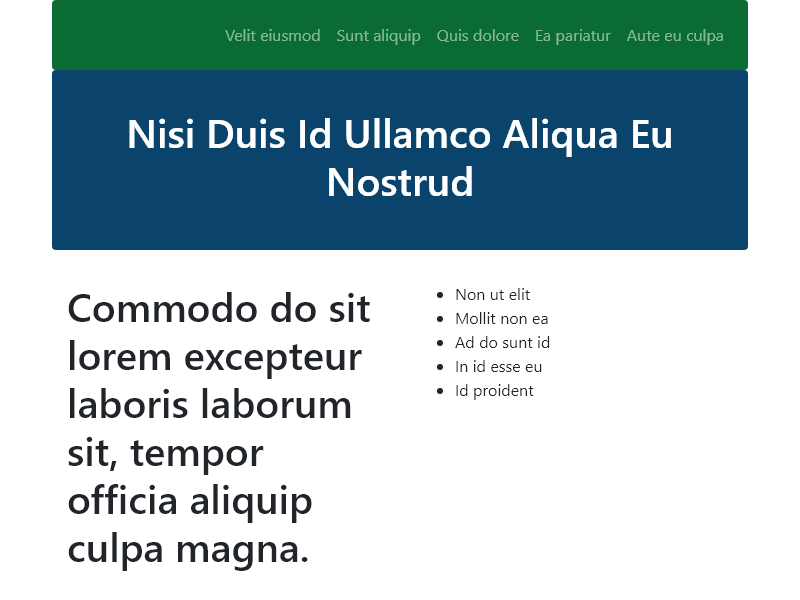 Velit eiusmod Sunt aliquip Quis dolore Ea pariatur Aute eu culpa
Nisi Duis Id Ullamco Aliqua Eu
Nostrud
Commodo do sit
lorem excepteur
laboris laborum
sit, tempor
officia aliquip
culpa magna.
Non ut elit
Mollit non ea
Ad do sunt id
In id esse eu
Id proident